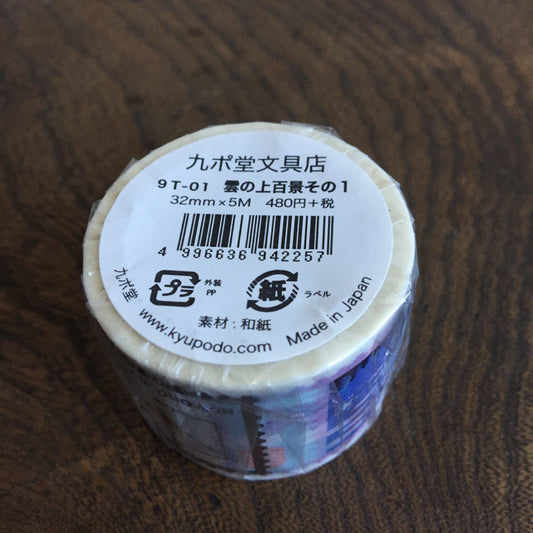 九ポ堂文具店
9T-01 雲の上百景その1
32mm×5M 480円+税
4 996636 942257
プラ 外装 PP
紙 ラベル
素材:和紙
九ポ堂 www.kyupodo.com Made in Japan